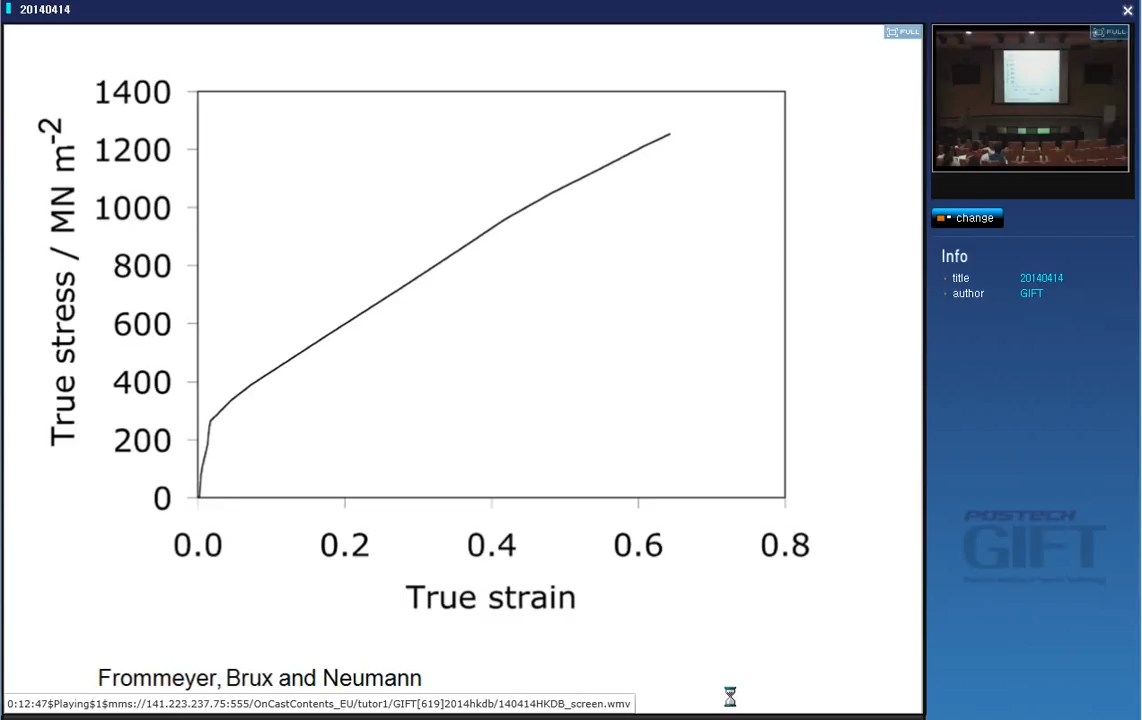 20140414
FULL
FULL
1400
1200
1000
800
600
400
200
0
True stress / MN m-2
0.0 0.2 0.4 0.6 0.8
True strain
Frommeyer, Brux and Neumann
0:12:47$Playing$1$mms://141.223.237.75:555/OnCastContents_EU/tutor1/GIFT[619]2014hkdb/140414HKDB_screen.wmv
change
Info
title 20140414
author GIFT
POSTECH
GIFT